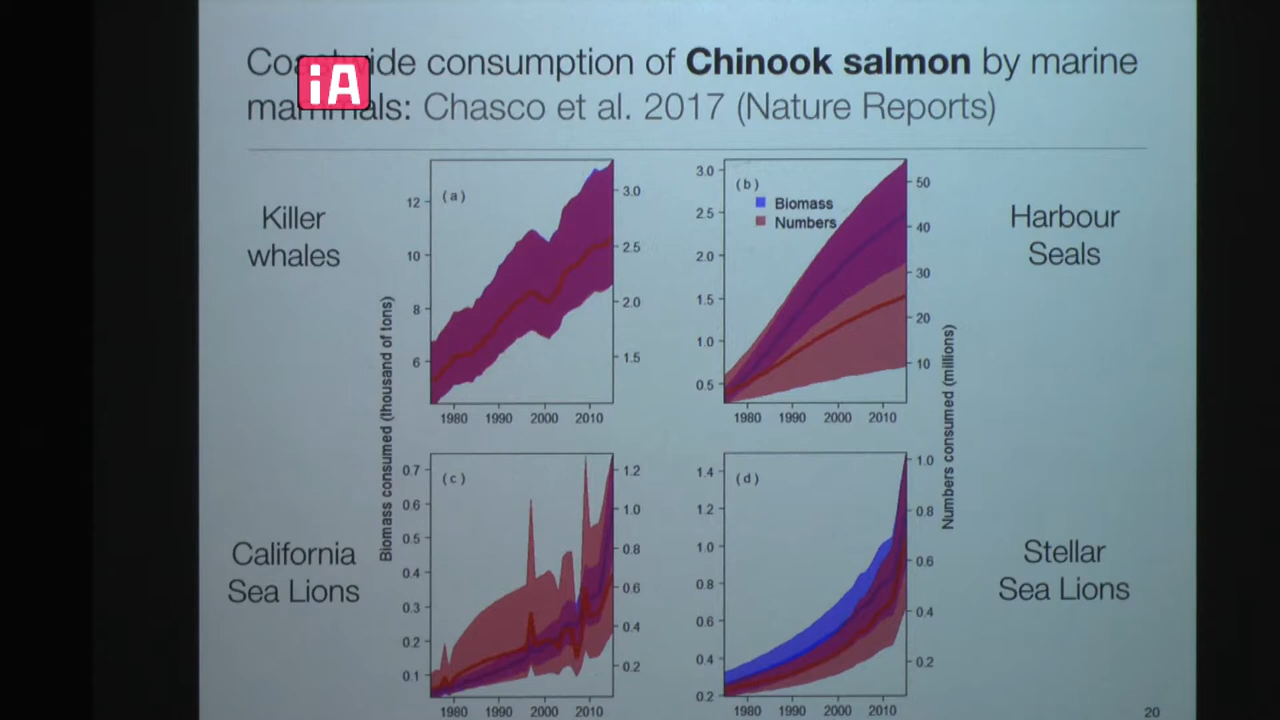 iA
consumption of Chinook salmon by marine
Chasco et al. 2017 (Nature Reports)
Killer
whales
Harbour
Seals
California
Sea Lions
Stellar
Sea Lions
Biomass consumed (thousand of tons)
Numbers consumed (millions)
(a)
12
10
8
6
3.0
2.5
2.0
1.5
1980 1990 2000 2010
(b)
Biomass
Numbers
3.0
2.5
2.0
1.5
1.0
0.5
50
40
30
20
10
1980 1990 2000 2010
(c)
0.7
0.6
0.5
0.4
0.3
0.2
0.1
1.2
1.0
0.8
0.6
0.4
0.2
1980 1990 2000 2010
(d)
1.4
1.2
1.0
0.8
0.6
0.4
0.2
1.0
0.8
0.6
0.4
0.2
1980 1990 2000 2010
20